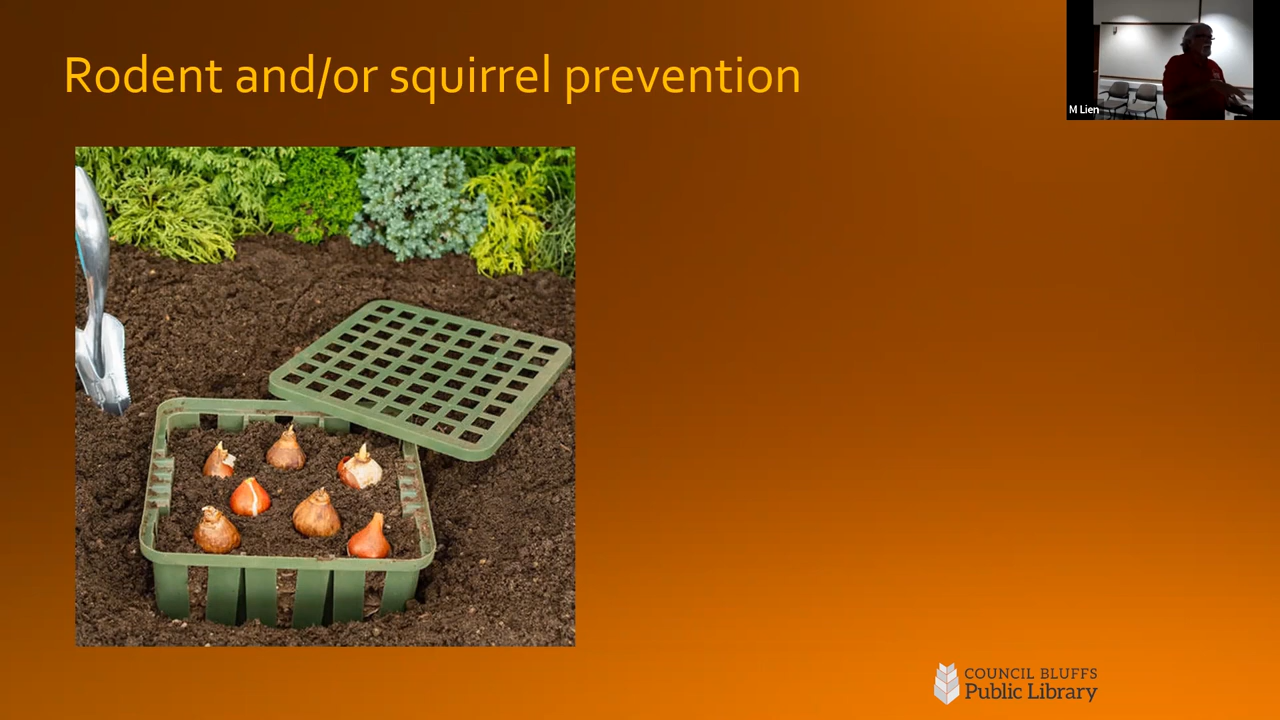 Rodent and/or squirrel prevention
M Lien
COUNCIL BLUFFS
Public Library